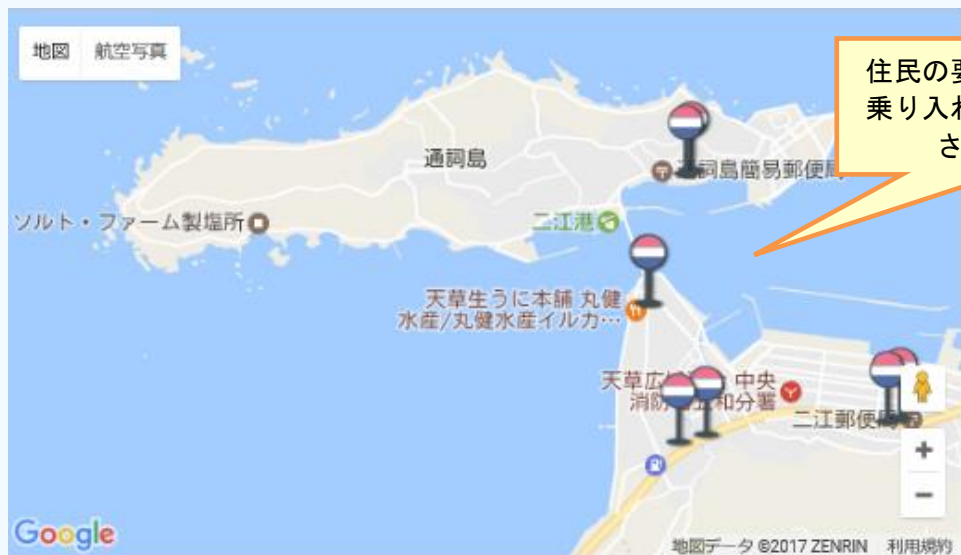 地図 航空写真
住民の要
乗り入れ
さ
通詞島
通詞島簡易郵便局
ソルト・ファーム製塩所
二江港
天草生うに本舗 丸健
水産/丸健水産イルカ…
天草広 中央
消防 和分署
二江郵便局
Google
地図データ ©2017 ZENRIN 利用規約